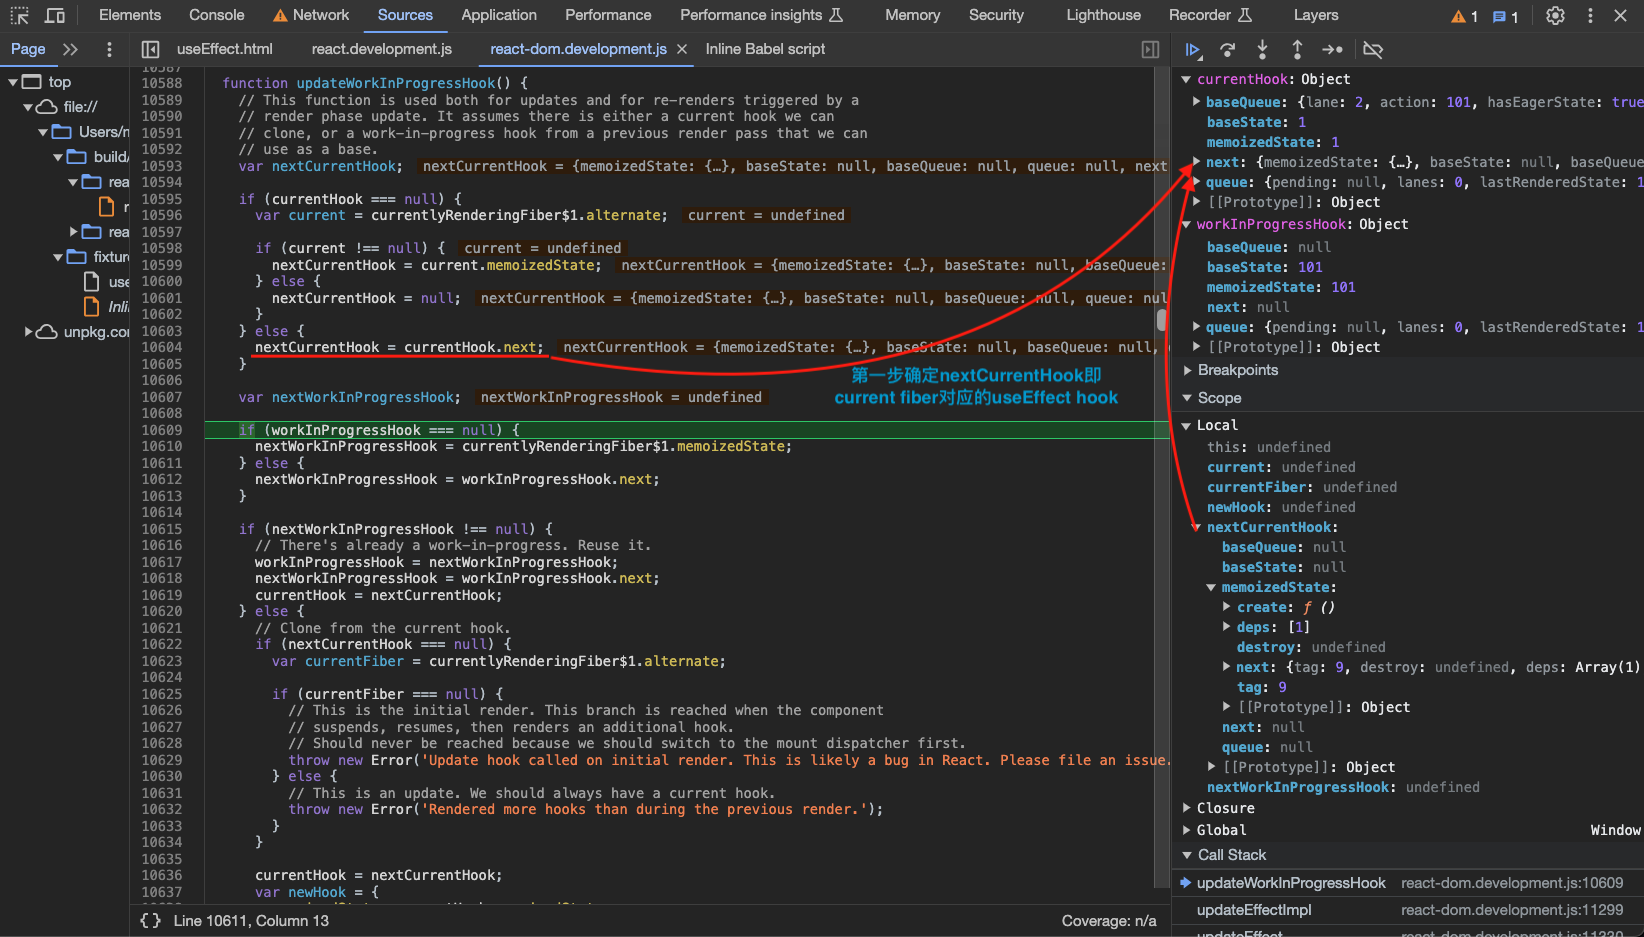 Elements Console Network Sources Application Performance Performance insights Memory Security Lighthouse Recorder Layers 1 1
Page useEffect.html react.development.js react-dom.development.js Inline Babel script
top
file://
build/
fixture
Inli
unpkg.co
10587
10588 function updateWorkInProgressHook() {
10589 // This function is used both for updates and for re-renders triggered by a
10590 // render phase update. It assumes there is either a current hook we can
10591 // clone, or a work-in-progress hook from a previous render pass that we can
10592 // use as a base.
10593 var nextCurrentHook; nextCurrentHook = {memoizedState: {…}, baseState: null, baseQueue: null, queue: null, next
10594
10595 if (currentHook === null) {
10596 var current = currentlyRenderingFiber$1.alternate; current = undefined
10597
10598 if (current !== null) { current = undefined
10599 nextCurrentHook = current.memoizedState; nextCurrentHook = {memoizedState: {…}, baseState: null, baseQueue:
10600 } else {
10601 nextCurrentHook = null; nextCurrentHook = {memoizedState: {…}, baseState: null, baseQueue: null, queue: nul
10602 }
10603 } else {
10604 nextCurrentHook = currentHook.next; nextCurrentHook = {memoizedState: {…}, baseState: null, baseQueue: null,
10605 }
第一步确定nextCurrentHook即
current fiber对应的useEffect hook
10606
10607 var nextWorkInProgressHook; nextWorkInProgressHook = undefined
10608
10609 if (workInProgressHook === null) {
10610 nextWorkInProgressHook = currentlyRenderingFiber$1.memoizedState;
10611 } else {
10612 nextWorkInProgressHook = workInProgressHook.next;
10613 }
10614
10615 if (nextWorkInProgressHook !== null) {
10616 // There's already a work-in-progress. Reuse it.
10617 workInProgressHook = nextWorkInProgressHook;
10618 nextWorkInProgressHook = workInProgressHook.next;
10619 currentHook = nextCurrentHook;
10620 } else {
10621 // Clone from the current hook.
10622 if (nextCurrentHook === null) {
10623 var currentFiber = currentlyRenderingFiber$1.alternate;
10624
10625 if (currentFiber === null) {
10626 // This is the initial render. This branch is reached when the component
10627 // suspends, resumes, then renders an additional hook.
10628 // Should never be reached because we should switch to the mount dispatcher first.
10629 throw new Error('Update hook called on initial render. This is likely a bug in React. Please file an issue.
10630 } else {
10631 // This is an update. We should always have a current hook.
10632 throw new Error('Rendered more hooks than during the previous render.');
10633 }
10634 }
10635
10636 currentHook = nextCurrentHook;
10637 var newHook = {
{} Line 10611, Column 13 Coverage: n/a
currentHook: Object
baseQueue: {lane: 2, action: 101, hasEagerState: true
baseState: 1
memoizedState: 1
next: {memoizedState: {…}, baseState: null, baseQueue
queue: {pending: null, lanes: 0, lastRenderedState: 1
[[Prototype]]: Object
workInProgressHook: Object
baseQueue: null
baseState: 101
memoizedState: 101
next: null
queue: {pending: null, lanes: 0, lastRenderedState: 1
[[Prototype]]: Object
Breakpoints
Scope
Local
this: undefined
current: undefined
currentFiber: undefined
newHook: undefined
nextCurrentHook:
baseQueue: null
baseState: null
memoizedState:
create: ƒ ()
deps: [1]
destroy: undefined
next: {tag: 9, destroy: undefined, deps: Array(1)
tag: 9
[[Prototype]]: Object
next: null
queue: null
[[Prototype]]: Object
nextWorkInProgressHook: undefined
Closure
Global Window
Call Stack
updateWorkInProgressHook react-dom.development.js:10609
updateEffectImpl react-dom.development.js:11299